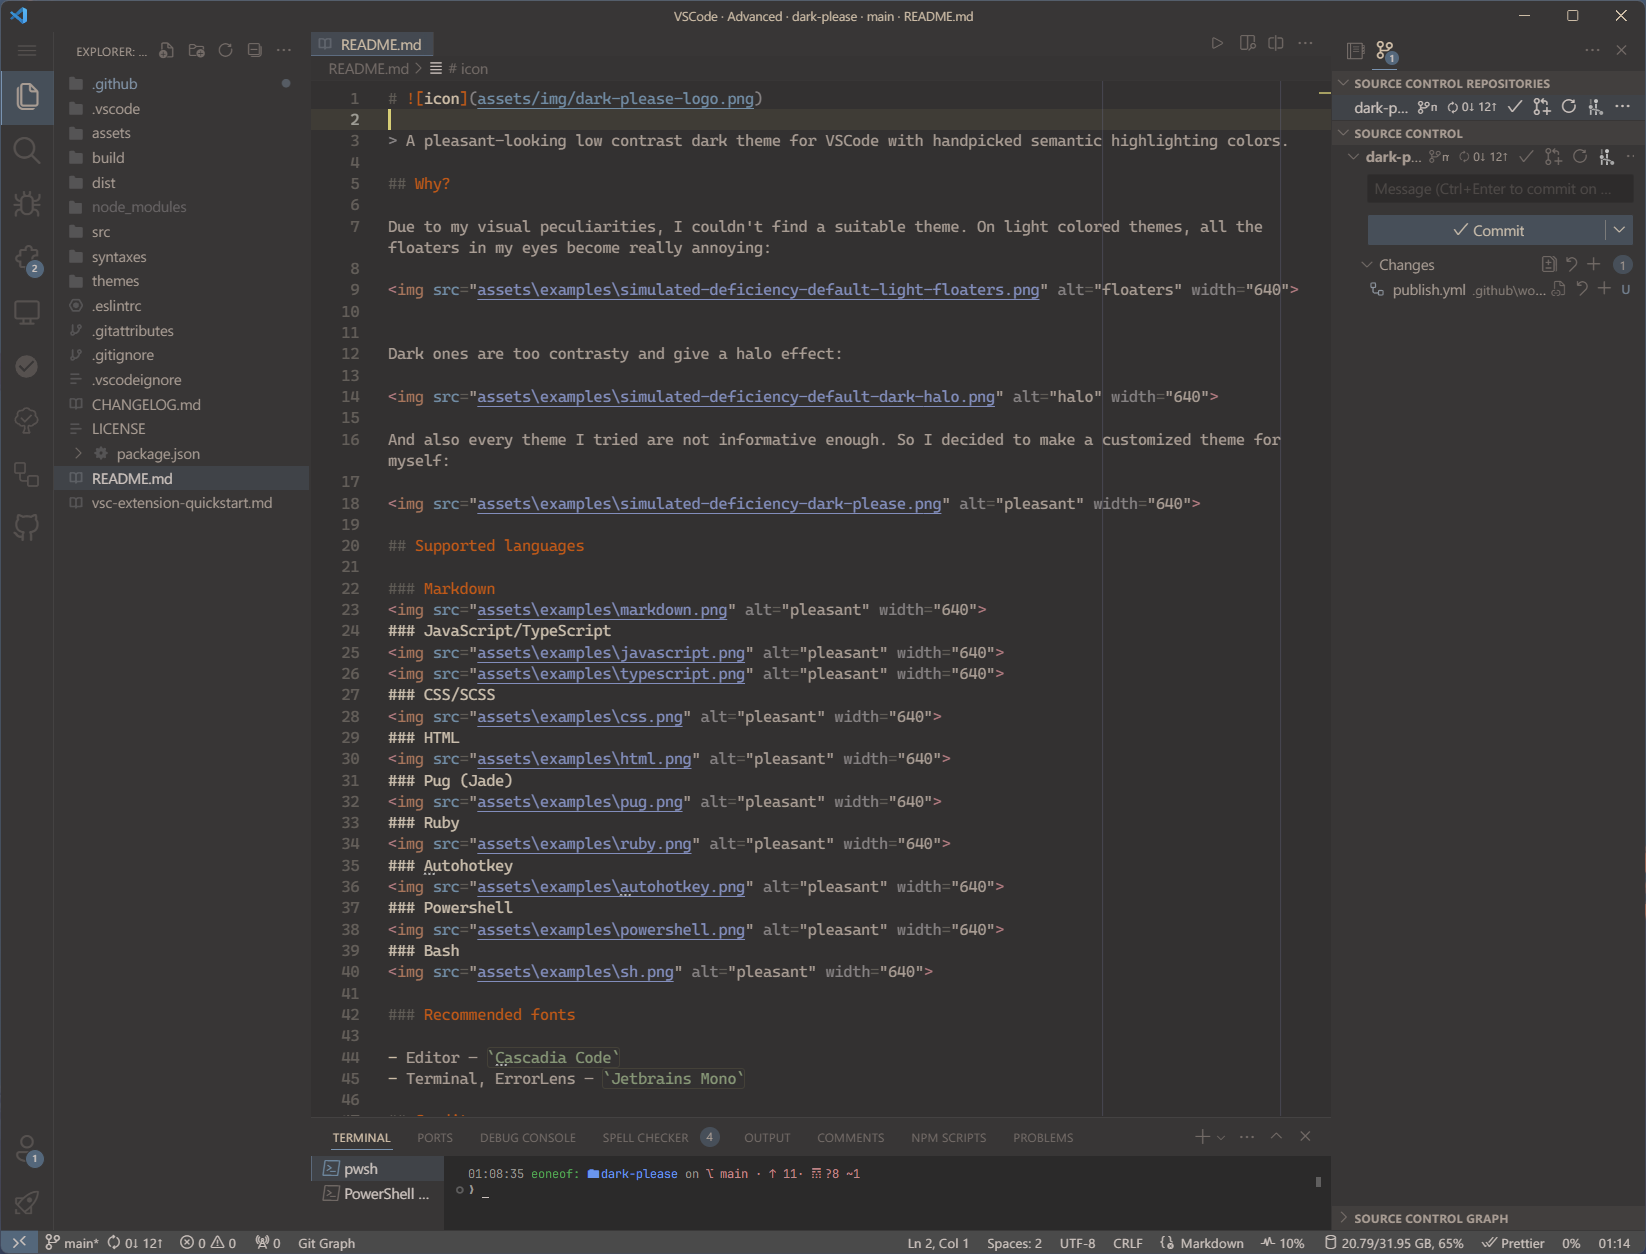 VSCode · Advanced · dark-please · main · README.md
EXPLORER: ...
.github
.vscode
assets
build
dist
node_modules
src
syntaxes
themes
.eslintrc
.gitattributes
.gitignore
.vscodeignore
CHANGELOG.md
LICENSE
package.json
README.md
vsc-extension-quickstart.md
2
1
README.md
README.md > # icon
1 # ![icon](assets/img/dark-please-logo.png)
2
3 > A pleasant-looking low contrast dark theme for VSCode with handpicked semantic highlighting colors.
4
5 ## Why?
6
7 Due to my visual peculiarities, I couldn't find a suitable theme. On light colored themes, all the
floaters in my eyes become really annoying:
8
9 <img src="assets\examples\simulated-deficiency-default-light-floaters.png" alt="floaters" width="640">
10
11
12 Dark ones are too contrasty and give a halo effect:
13
14 <img src="assets\examples\simulated-deficiency-default-dark-halo.png" alt="halo" width="640">
15
16 And also every theme I tried are not informative enough. So I decided to make a customized theme for
myself:
17
18 <img src="assets\examples\simulated-deficiency-dark-please.png" alt="pleasant" width="640">
19
20 ## Supported languages
21
22 ### Markdown
23 <img src="assets\examples\markdown.png" alt="pleasant" width="640">
24 ### JavaScript/TypeScript
25 <img src="assets\examples\javascript.png" alt="pleasant" width="640">
26 <img src="assets\examples\typescript.png" alt="pleasant" width="640">
27 ### CSS/SCSS
28 <img src="assets\examples\css.png" alt="pleasant" width="640">
29 ### HTML
30 <img src="assets\examples\html.png" alt="pleasant" width="640">
31 ### Pug (Jade)
32 <img src="assets\examples\pug.png" alt="pleasant" width="640">
33 ### Ruby
34 <img src="assets\examples\ruby.png" alt="pleasant" width="640">
35 ### Autohotkey
36 <img src="assets\examples\autohotkey.png" alt="pleasant" width="640">
37 ### Powershell
38 <img src="assets\examples\powershell.png" alt="pleasant" width="640">
39 ### Bash
40 <img src="assets\examples\sh.png" alt="pleasant" width="640">
41
42 ### Recommended fonts
43
44 - Editor — `Cascadia Code`
45 - Terminal, ErrorLens — `Jetbrains Mono`
46
TERMINAL PORTS DEBUG CONSOLE SPELL CHECKER 4 OUTPUT COMMENTS NPM SCRIPTS PROBLEMS
pwsh
PowerShell ...
01:08:35 eoneof: dark-please on main · ↑ 11· ?8 ~1
❯ _
1
SOURCE CONTROL REPOSITORIES
dark-p... 0↓ 12↑
SOURCE CONTROL
dark-p... 0↓ 12↑
Message (Ctrl+Enter to commit on ...
Commit
Changes 1
publish.yml .github\wo... U
SOURCE CONTROL GRAPH
main* 0↓ 12↑ 0 0 0 Git Graph Ln 2, Col 1 Spaces: 2 UTF-8 CRLF Markdown 10% 20.79/31.95 GB, 65% Prettier 0% 01:14